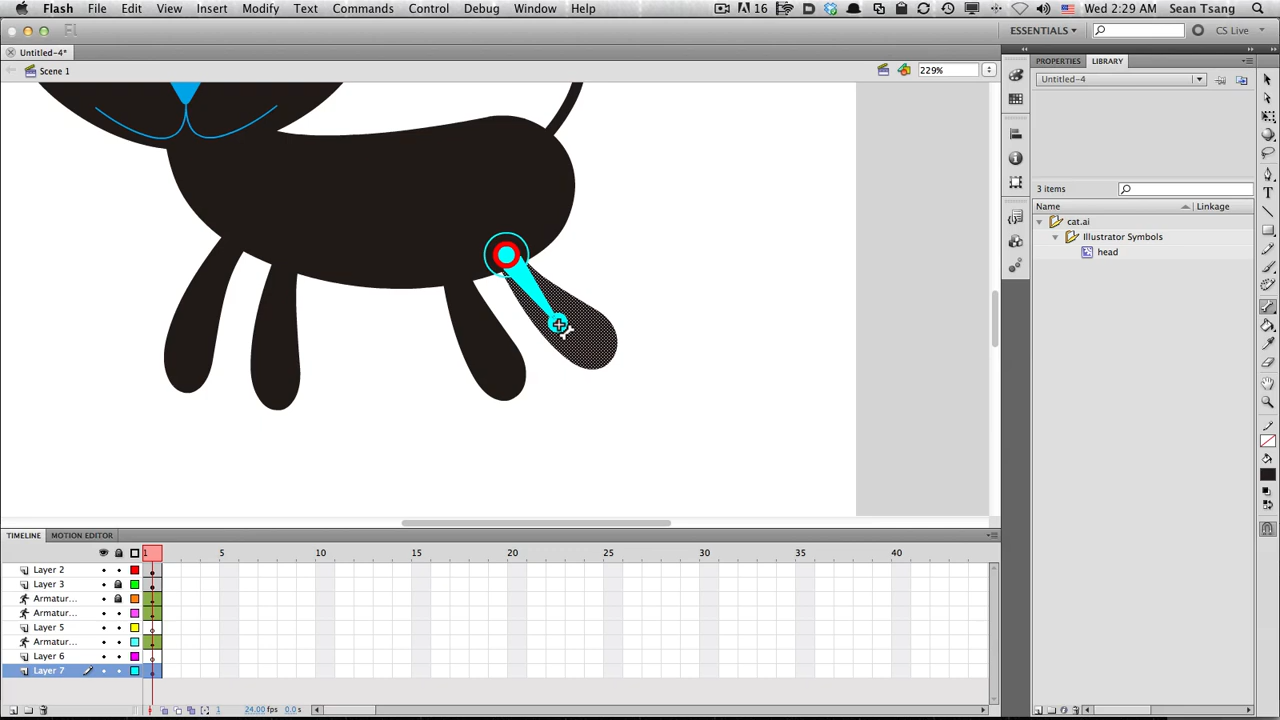 Flash File Edit View Insert Modify Text Commands Control Debug Window Help 16 Wed 2:29 AM Sean Tsang
Fl ESSENTIALS CS Live
Untitled-4*
PROPERTIES LIBRARY
Scene 1 229%
Untitled-4
3 items
Name Linkage
cat.ai
Illustrator Symbols
head
TIMELINE MOTION EDITOR
1 5 10 15 20 25 30 35 40
Layer 2
Layer 3
Armatur...
Armatur...
Layer 5
Armatur...
Layer 6
Layer 7
1 24.00 fps 0.0 s